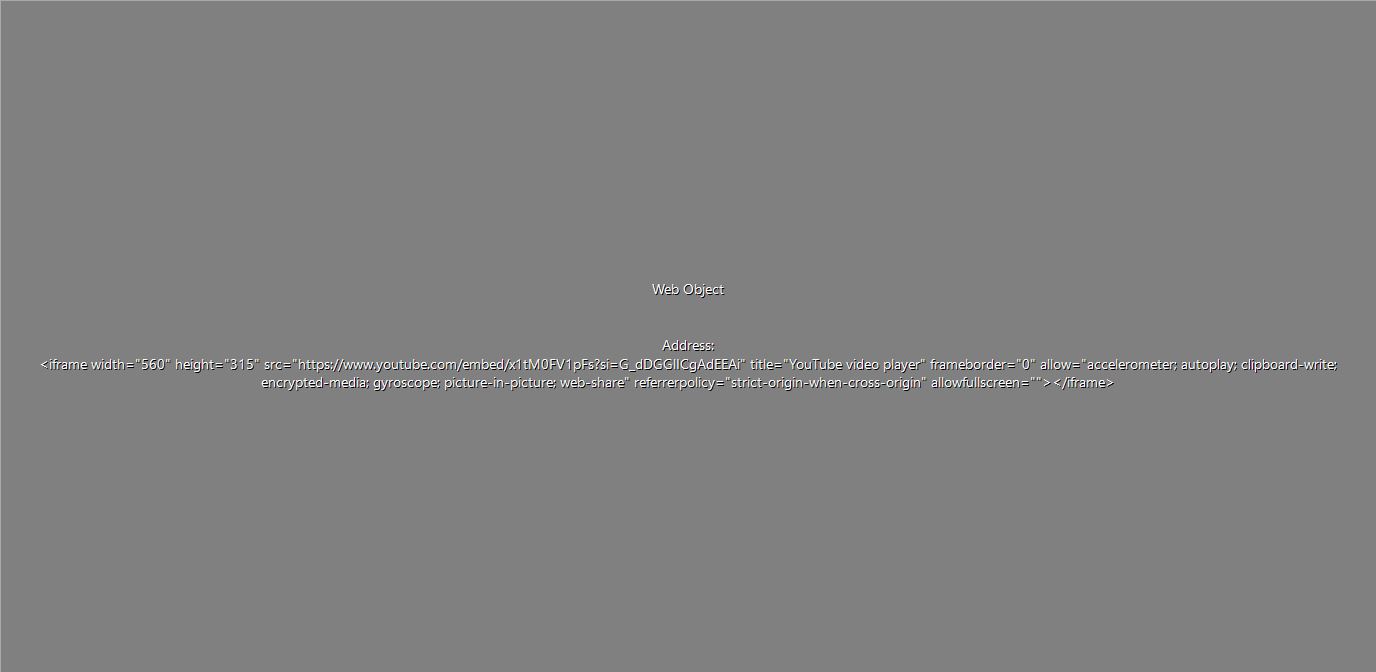 Web Object
Address:
<iframe width="560" height="315" src="https://www.youtube.com/embed/x1tM0FV1pFs?si=G_dDGGlICgAdEEAi" title="YouTube video player" frameborder="0" allow="accelerometer; autoplay; clipboard-write;
encrypted-media; gyroscope; picture-in-picture; web-share" referrerpolicy="strict-origin-when-cross-origin" allowfullscreen=""></iframe>